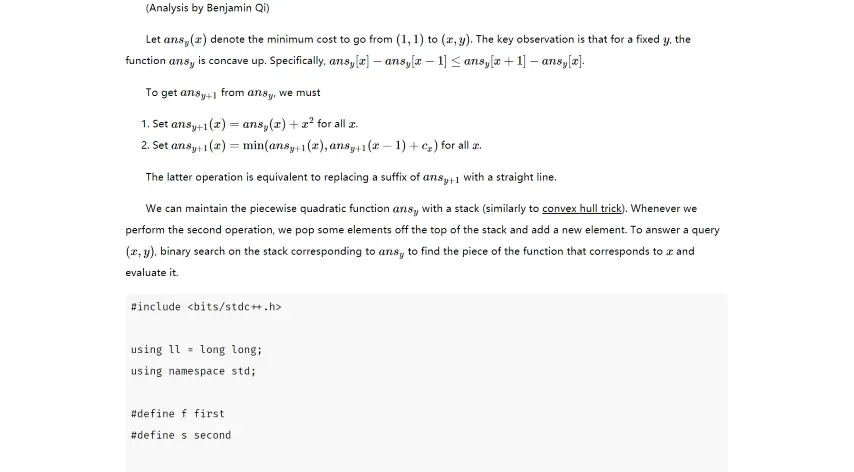 (Analysis by Benjamin Qi)
Let ans_y(x) denote the minimum cost to go from (1, 1) to (x, y). The key observation is that for a fixed y, the
function ans_y is concave up. Specifically, ans_y[x] − ans_y[x − 1] ≤ ans_y[x + 1] − ans_y[x].
To get ans_{y+1} from ans_y, we must
1. Set ans_{y+1}(x) = ans_y(x) + x² for all x.
2. Set ans_{y+1}(x) = min(ans_{y+1}(x), ans_{y+1}(x − 1) + c_x) for all x.
The latter operation is equivalent to replacing a suffix of ans_{y+1} with a straight line.
We can maintain the piecewise quadratic function ans_y with a stack (similarly to convex hull trick). Whenever we
perform the second operation, we pop some elements off the top of the stack and add a new element. To answer a query
(x, y), binary search on the stack corresponding to ans_y to find the piece of the function that corresponds to x and
evaluate it.
#include <bits/stdc++.h>
using ll = long long;
using namespace std;
#define f first
#define s second